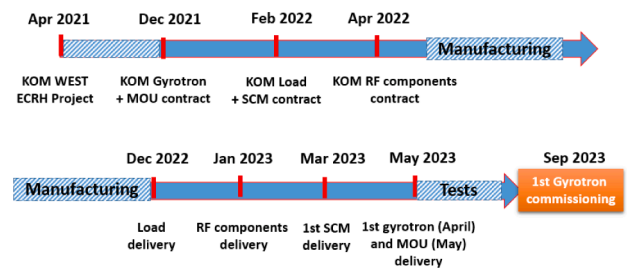 Apr 2021 Dec 2021 Feb 2022 Apr 2022
Manufacturing
KOM WEST KOM Gyrotron KOM Load KOM RF components
ECRH Project + MOU contract + SCM contract contract
Dec 2022 Jan 2023 Mar 2023 May 2023 Sep 2023
Manufacturing Tests 1st Gyrotron
commissioning
Load RF components 1st SCM 1st gyrotron (April)
delivery delivery delivery and MOU (May)
delivery